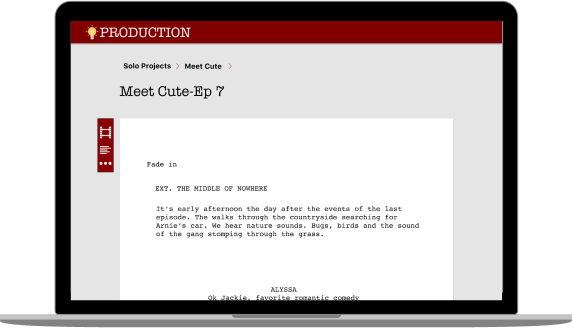 PRODUCTION
Solo Projects > Meet Cute >
Meet Cute-Ep 7
Fade in
EXT. THE MIDDLE OF NOWHERE
It's early afternoon the day after the events of the last
episode. The walks through the countryside searching for
Arnie's car. We hear nature sounds. Bugs, birds and the sound
of the gang stomping through the grass.
ALYSSA
Ok Jackie, favorite romantic comedy